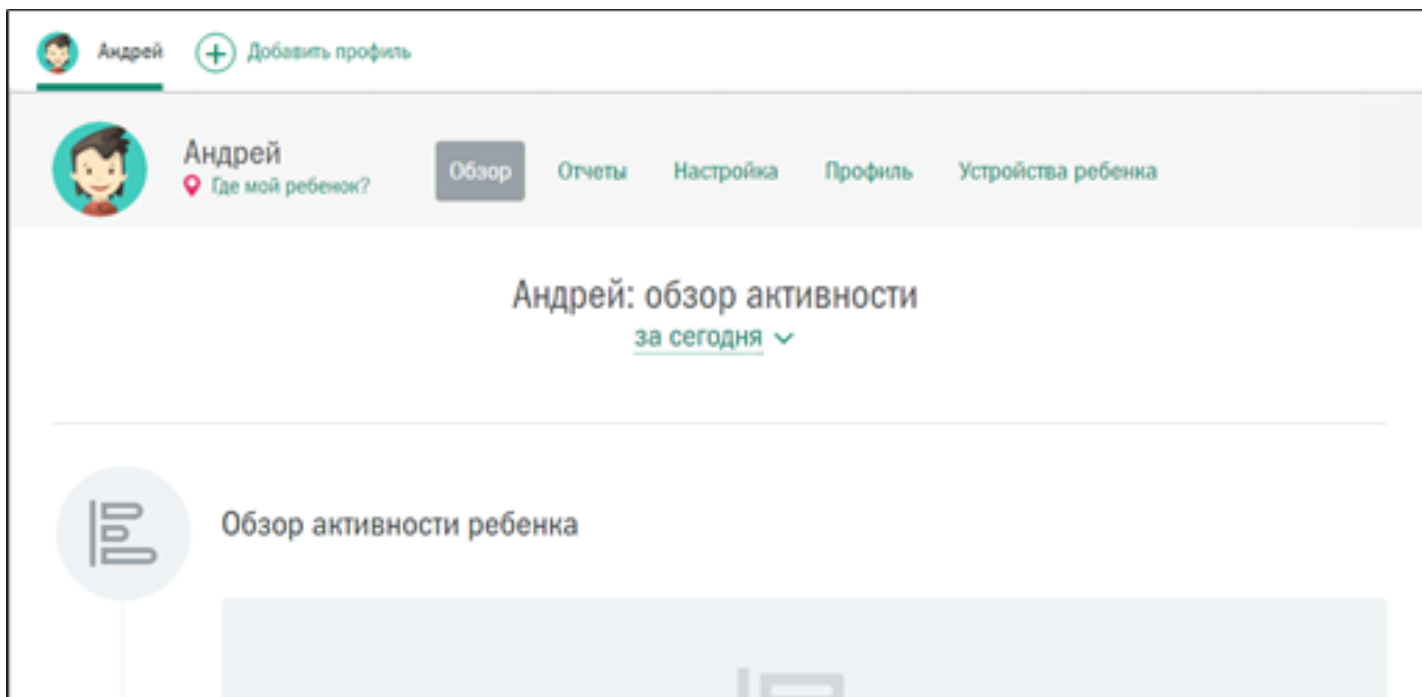 Андрей
Добавить профиль
Андрей
Где мой ребенок?
Обзор
Отчеты
Настройка
Профиль
Устройства ребенка
Андрей: обзор активности
за сегодня
Обзор активности ребенка